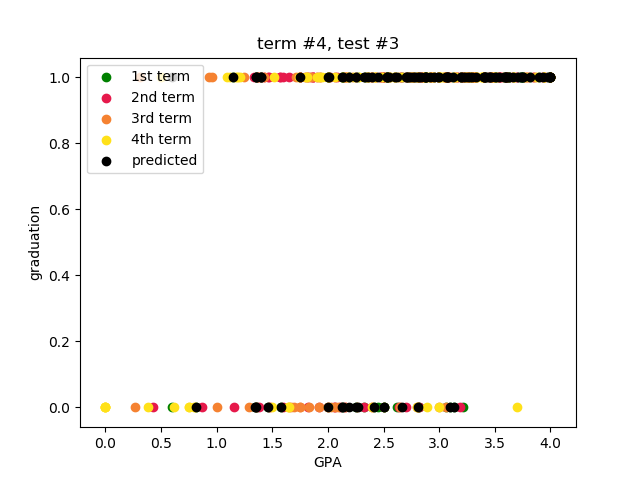 term #4, test #3
1st term
2nd term
3rd term
4th term
predicted
1.0
0.8
0.6
0.4
0.2
0.0
graduation
0.0 0.5 1.0 1.5 2.0 2.5 3.0 3.5 4.0
GPA